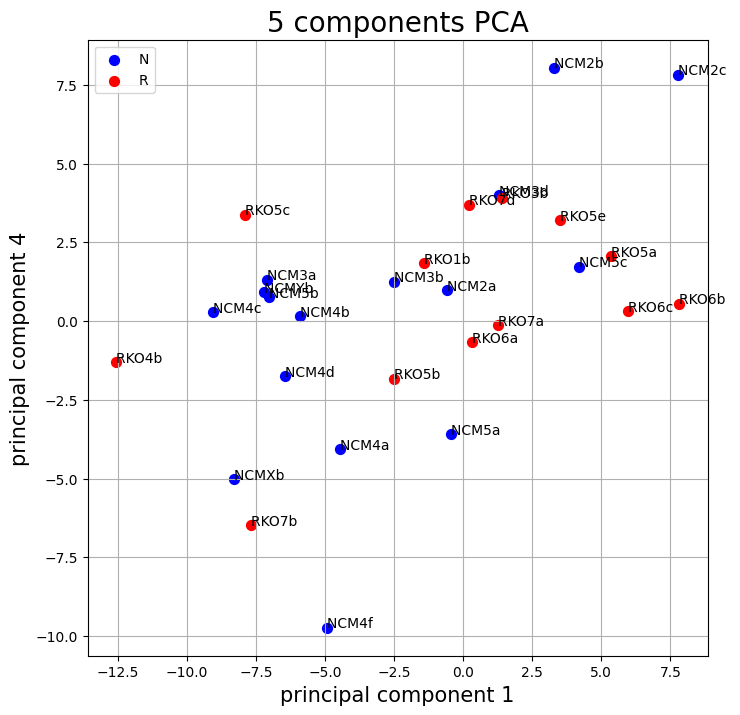 5 components PCA
N
R
NCM2b
NCM2c
NCM3d
RKO3b
RKO7d
RKO5c
RKO5e
RKO1b
RKO5a
NCM5c
NCM3a
NCM3b
NCMYb
NCM5b
NCM2a
RKO6b
NCM4c
NCM4b
RKO6c
RKO7a
RKO6a
RKO4b
NCM4d
RKO5b
NCM5a
NCM4a
NCMXb
RKO7b
NCM4f
7.5
5.0
2.5
0.0
−2.5
−5.0
−7.5
−10.0
principal component 4
−12.5
−10.0
−7.5
−5.0
−2.5
0.0
2.5
5.0
7.5
principal component 1